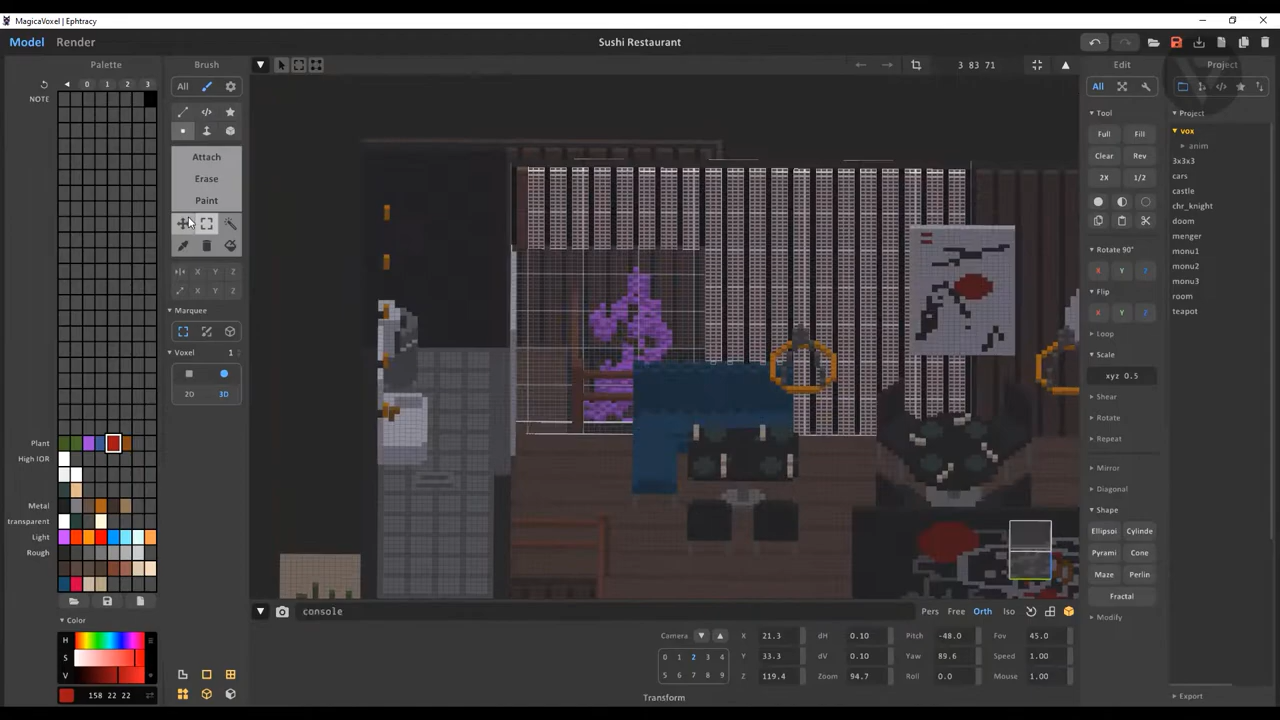 MagicaVoxel | Ephtracy
Model Render
Sushi Restaurant
Palette
0 1 2 3
NOTE
Plant
High IOR
Metal
transparent
Light
Rough
Color
H
S
V
158 22 22
Brush
All
Attach
Erase
Paint
X Y Z
X Y Z
Marquee
Voxel 1
2D 3D
3 83 71
console
Pers Free Orth Iso
Camera
0 1 2 3 4
5 6 7 8 9
X 21.3
Y 33.3
Z 119.4
dH 0.10
dV 0.10
Zoom 94.7
Pitch -48.0
Yaw 89.6
Roll 0.0
Fov 45.0
Speed 1.00
Mouse 1.00
Transform
Edit
All
Tool
Full Fill
Clear Rev
2X 1/2
Rotate 90°
X Y Z
Flip
X Y Z
Loop
Scale
xyz 0.5
Shear
Rotate
Repeat
Mirror
Diagonal
Shape
Ellipsoi Cylinde
Pyrami Cone
Maze Perlin
Fractal
Modify
Project
Project
vox
anim
3x3x3
cars
castle
chr_knight
doom
menger
monu1
monu2
monu3
room
teapot
Export